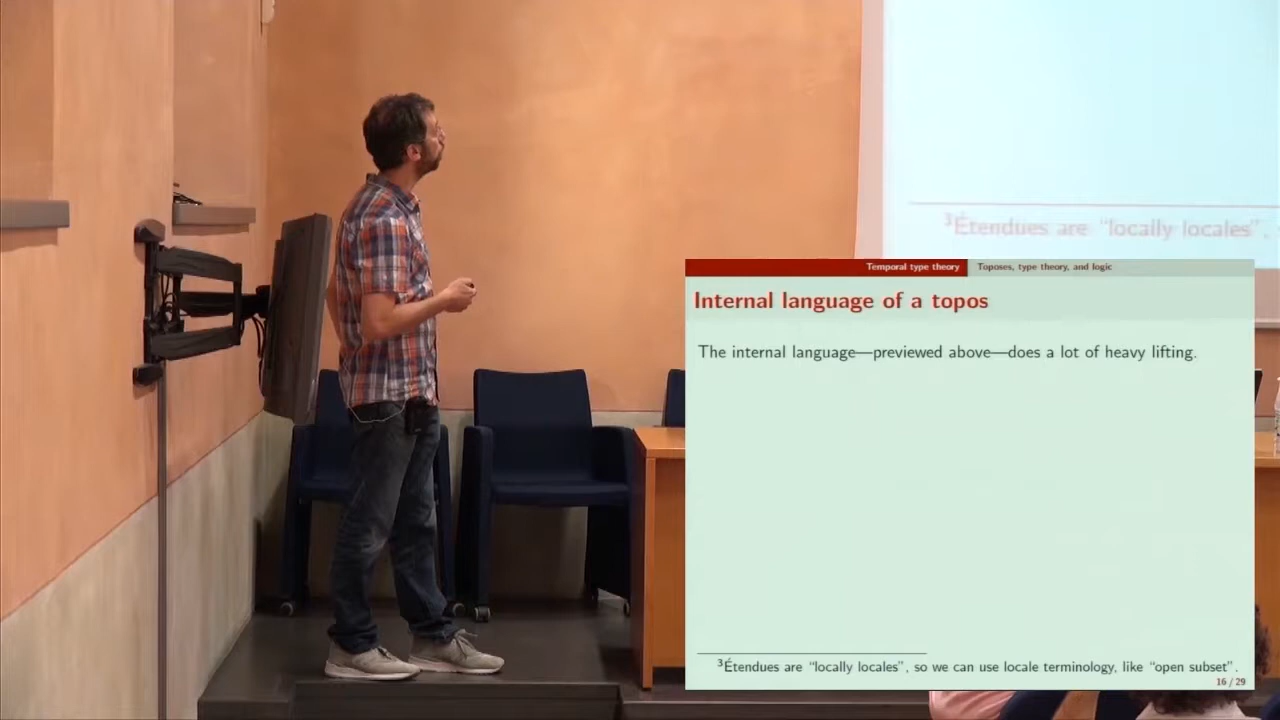 ³Étendues are “locally locales”.
Temporal type theory Toposes, type theory, and logic
Internal language of a topos
The internal language—previewed above—does a lot of heavy lifting.
³Étendues are “locally locales”, so we can use locale terminology, like “open subset”.
16 / 29